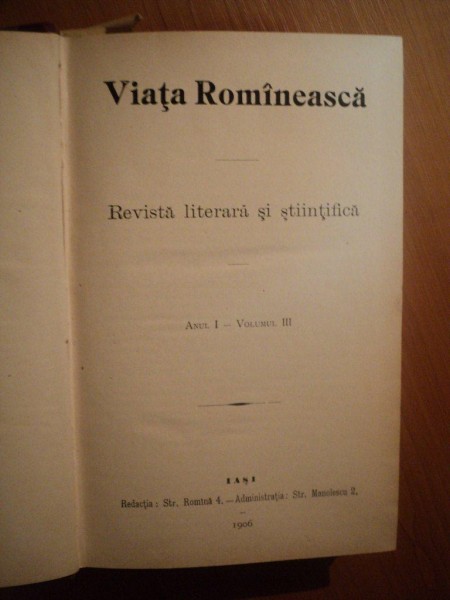 Viaţa Romînească
Revistă literară şi ştiinţifică
Anul I – Volumul III
IAŞI
Redacţia : Str. Romînă 4. – Administraţia : Str. Manolescu 2.
1906